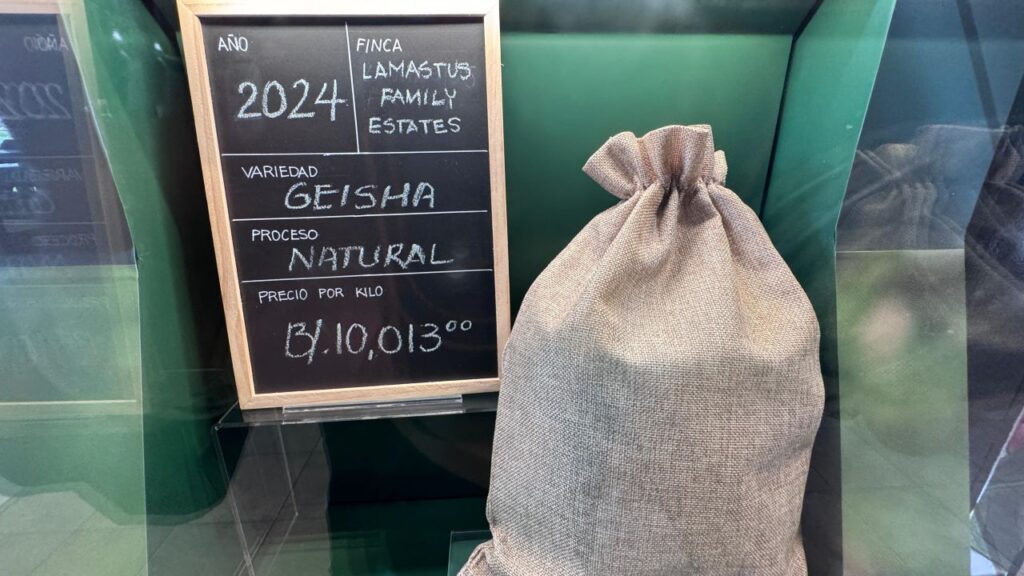 AÑO
2024
FINCA
LAMASTUS
FAMILY
ESTATES
VARIEDAD
GEISHA
PROCESO
NATURAL
PRECIO POR KILO
B/.10,013⁰⁰